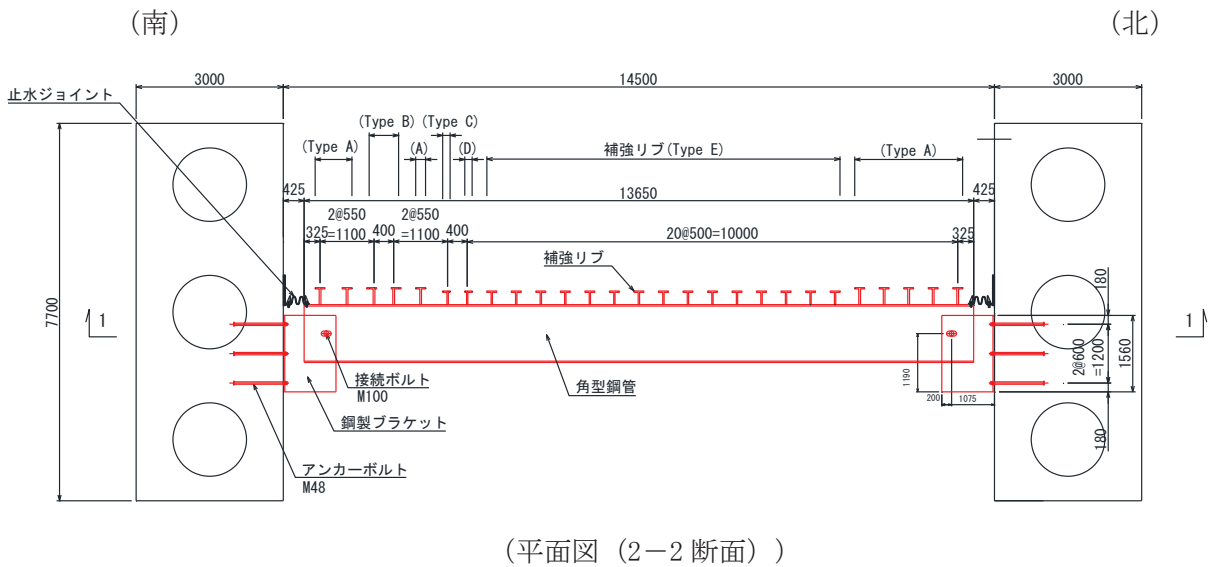 (南)
(北)
3000
14500
3000
止水ジョイント
(Type B)
(Type C)
(Type A)
(A)
(D)
補強リブ(Type E)
(Type A)
425
13650
425
2@550
=1100
2@550
=1100
325
400
400
20@500=10000
325
補強リブ
180
7700
1
1
2@600
=1200
1560
接続ボルト
M100
角型鋼管
1190
200
1075
鋼製ブラケット
180
アンカーボルト
M48
(平面図(2-2断面))